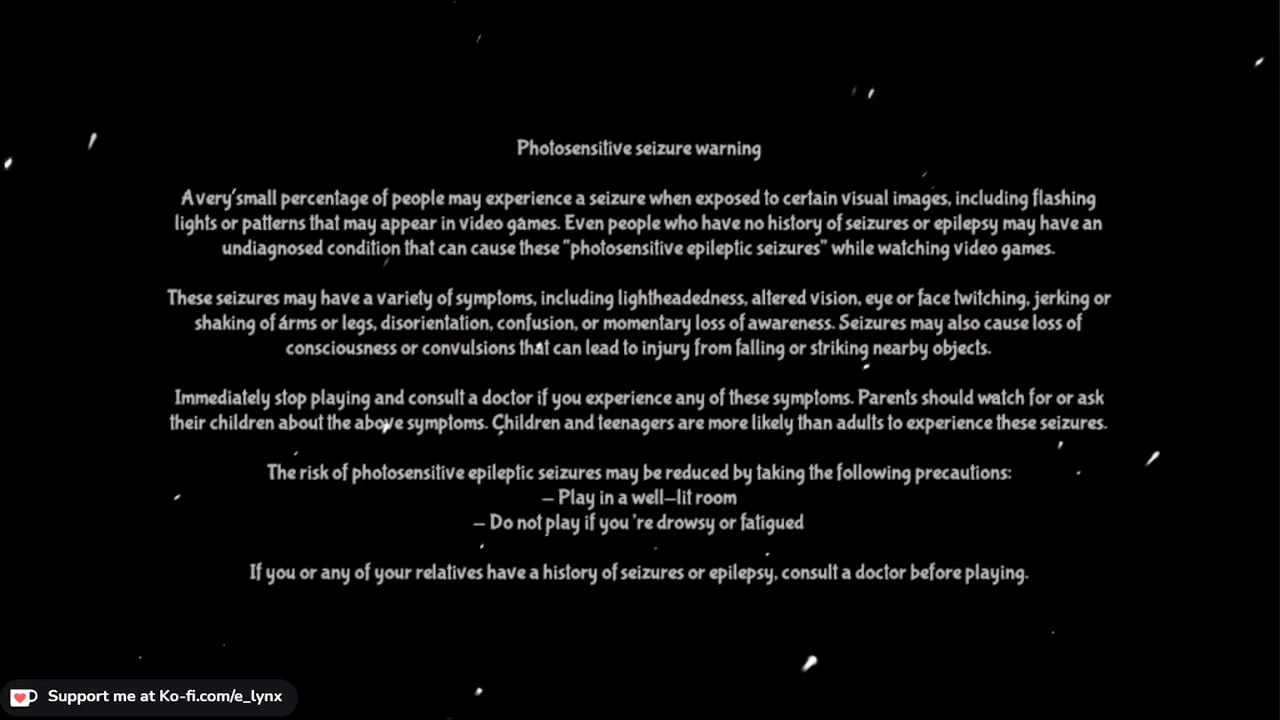 Photosensitive seizure warning
A very small percentage of people may experience a seizure when exposed to certain visual images, including flashing
lights or patterns that may appear in video games. Even people who have no history of seizures or epilepsy may have an
undiagnosed condition that can cause these "photosensitive epileptic seizures" while watching video games.
These seizures may have a variety of symptoms, including lightheadedness, altered vision, eye or face twitching, jerking or
shaking of arms or legs, disorientation, confusion, or momentary loss of awareness. Seizures may also cause loss of
consciousness or convulsions that can lead to injury from falling or striking nearby objects.
Immediately stop playing and consult a doctor if you experience any of these symptoms. Parents should watch for or ask
their children about the above symptoms. Children and teenagers are more likely than adults to experience these seizures.
The risk of photosensitive epileptic seizures may be reduced by taking the following precautions:
– Play in a well–lit room
– Do not play if you 're drowsy or fatigued
If you or any of your relatives have a history of seizures or epilepsy, consult a doctor before playing.
Support me at Ko-fi.com/e_lynx